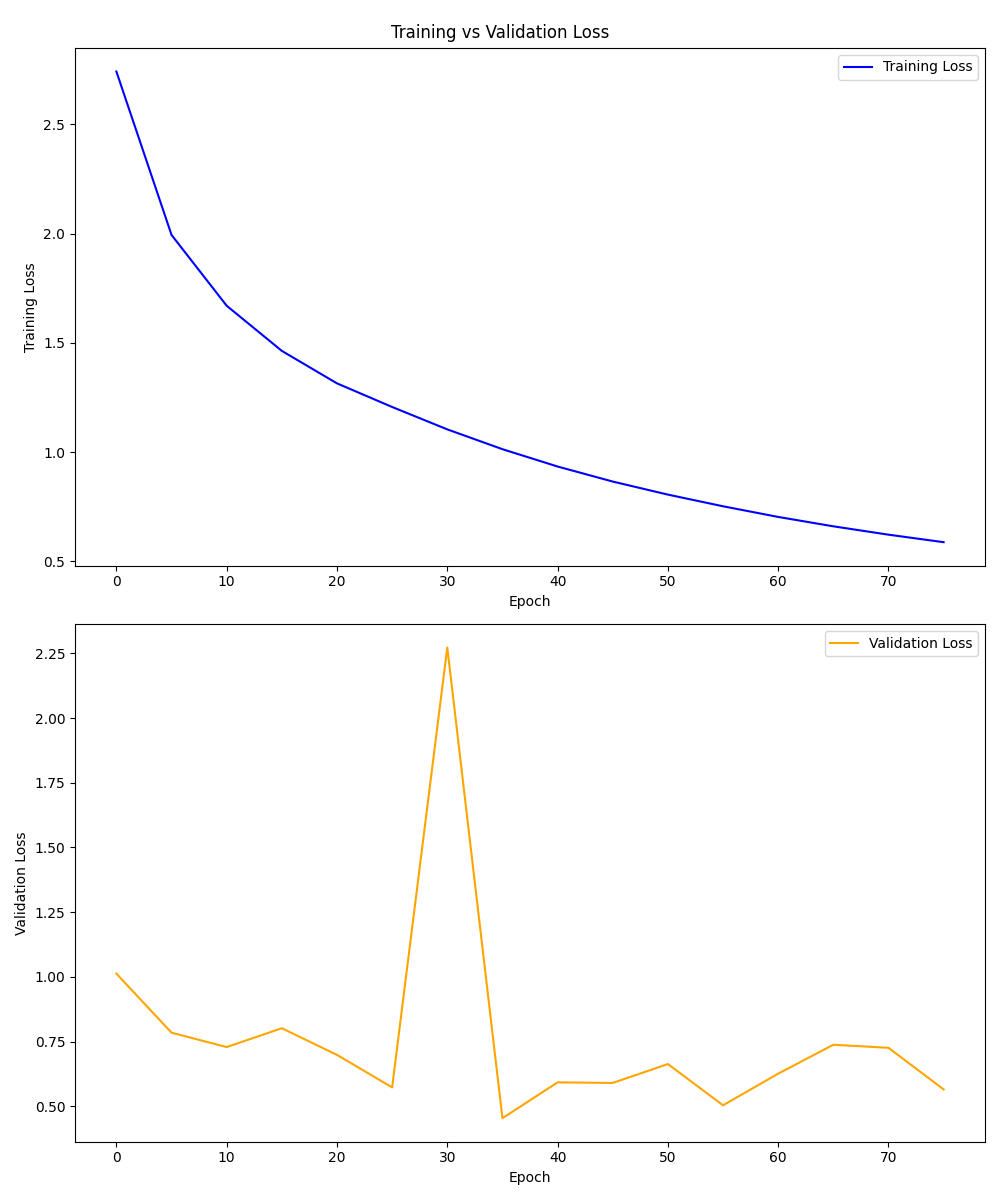 Training vs Validation Loss
Training Loss
Training Loss
2.5
2.0
1.5
1.0
0.5
0 10 20 30 40 50 60 70
Epoch
Validation Loss
Validation Loss
2.25
2.00
1.75
1.50
1.25
1.00
0.75
0.50
0 10 20 30 40 50 60 70
Epoch